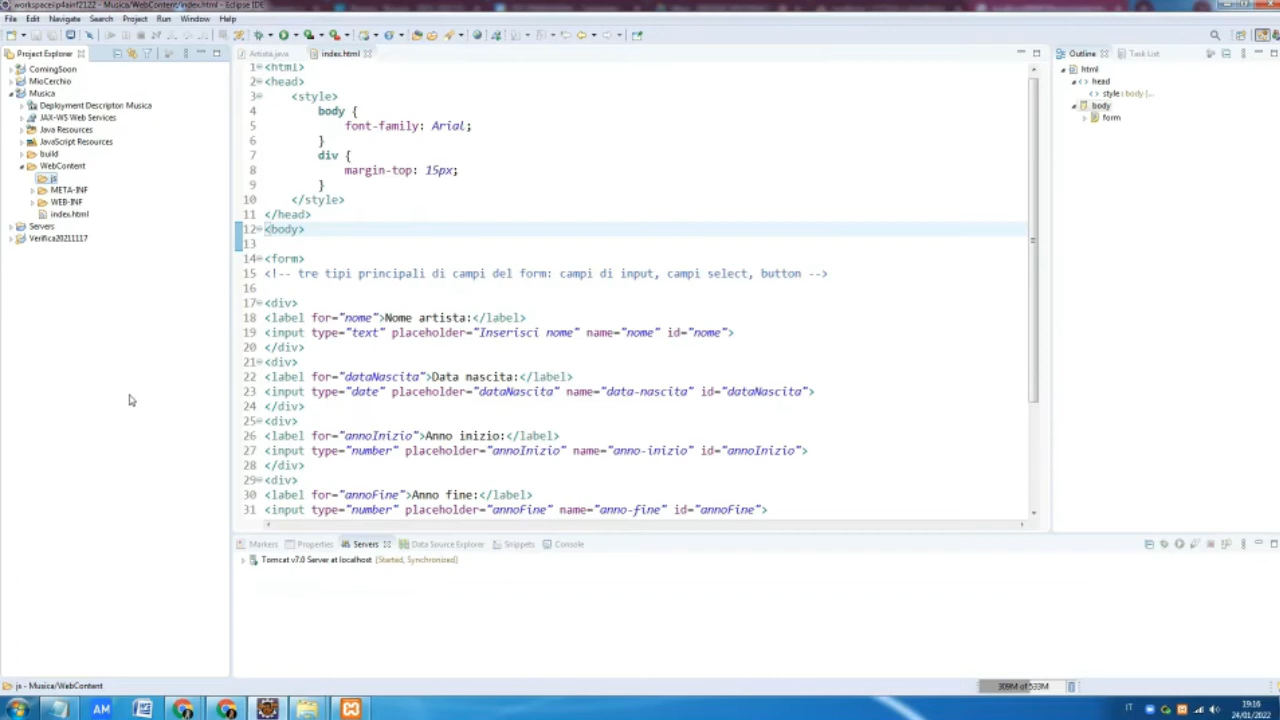 workspace\ip4ainf2122 - Musica/WebContent/index.html - Eclipse IDE
File Edit Navigate Search Project Run Window Help
Project Explorer
ComingSoon
MioCerchio
Musica
Deployment Descripton Musica
JAX-WS Web Services
Java Resources
JavaScript Resources
build
WebContent
js
META-INF
WEB-INF
index.html
Servers
Verifica20211117
Artista.java index.html
1 <html>
2 <head>
3 <style>
4 body {
5 font-family: Arial;
6 }
7 div {
8 margin-top: 15px;
9 }
10 </style>
11 </head>
12 <body>
13
14 <form>
15 <!-- tre tipi principali di campi del form: campi di input, campi select, button -->
16
17 <div>
18 <label for="nome">Nome artista:</label>
19 <input type="text" placeholder="Inserisci nome" name="nome" id="nome">
20 </div>
21 <div>
22 <label for="dataNascita">Data nascita:</label>
23 <input type="date" placeholder="dataNascita" name="data-nascita" id="dataNascita">
24 </div>
25 <div>
26 <label for="annoInizio">Anno inizio:</label>
27 <input type="number" placeholder="annoInizio" name="anno-inizio" id="annoInizio">
28 </div>
29 <div>
30 <label for="annoFine">Anno fine:</label>
31 <input type="number" placeholder="annoFine" name="anno-fine" id="annoFine">
Outline Task List
html
head
style : body {...
body
form
Markers Properties Servers Data Source Explorer Snippets Console
Tomcat v7.0 Server at localhost [Started, Synchronized]
js - Musica/WebContent
309M of 533M
AM
IT
19:16
24/01/2022